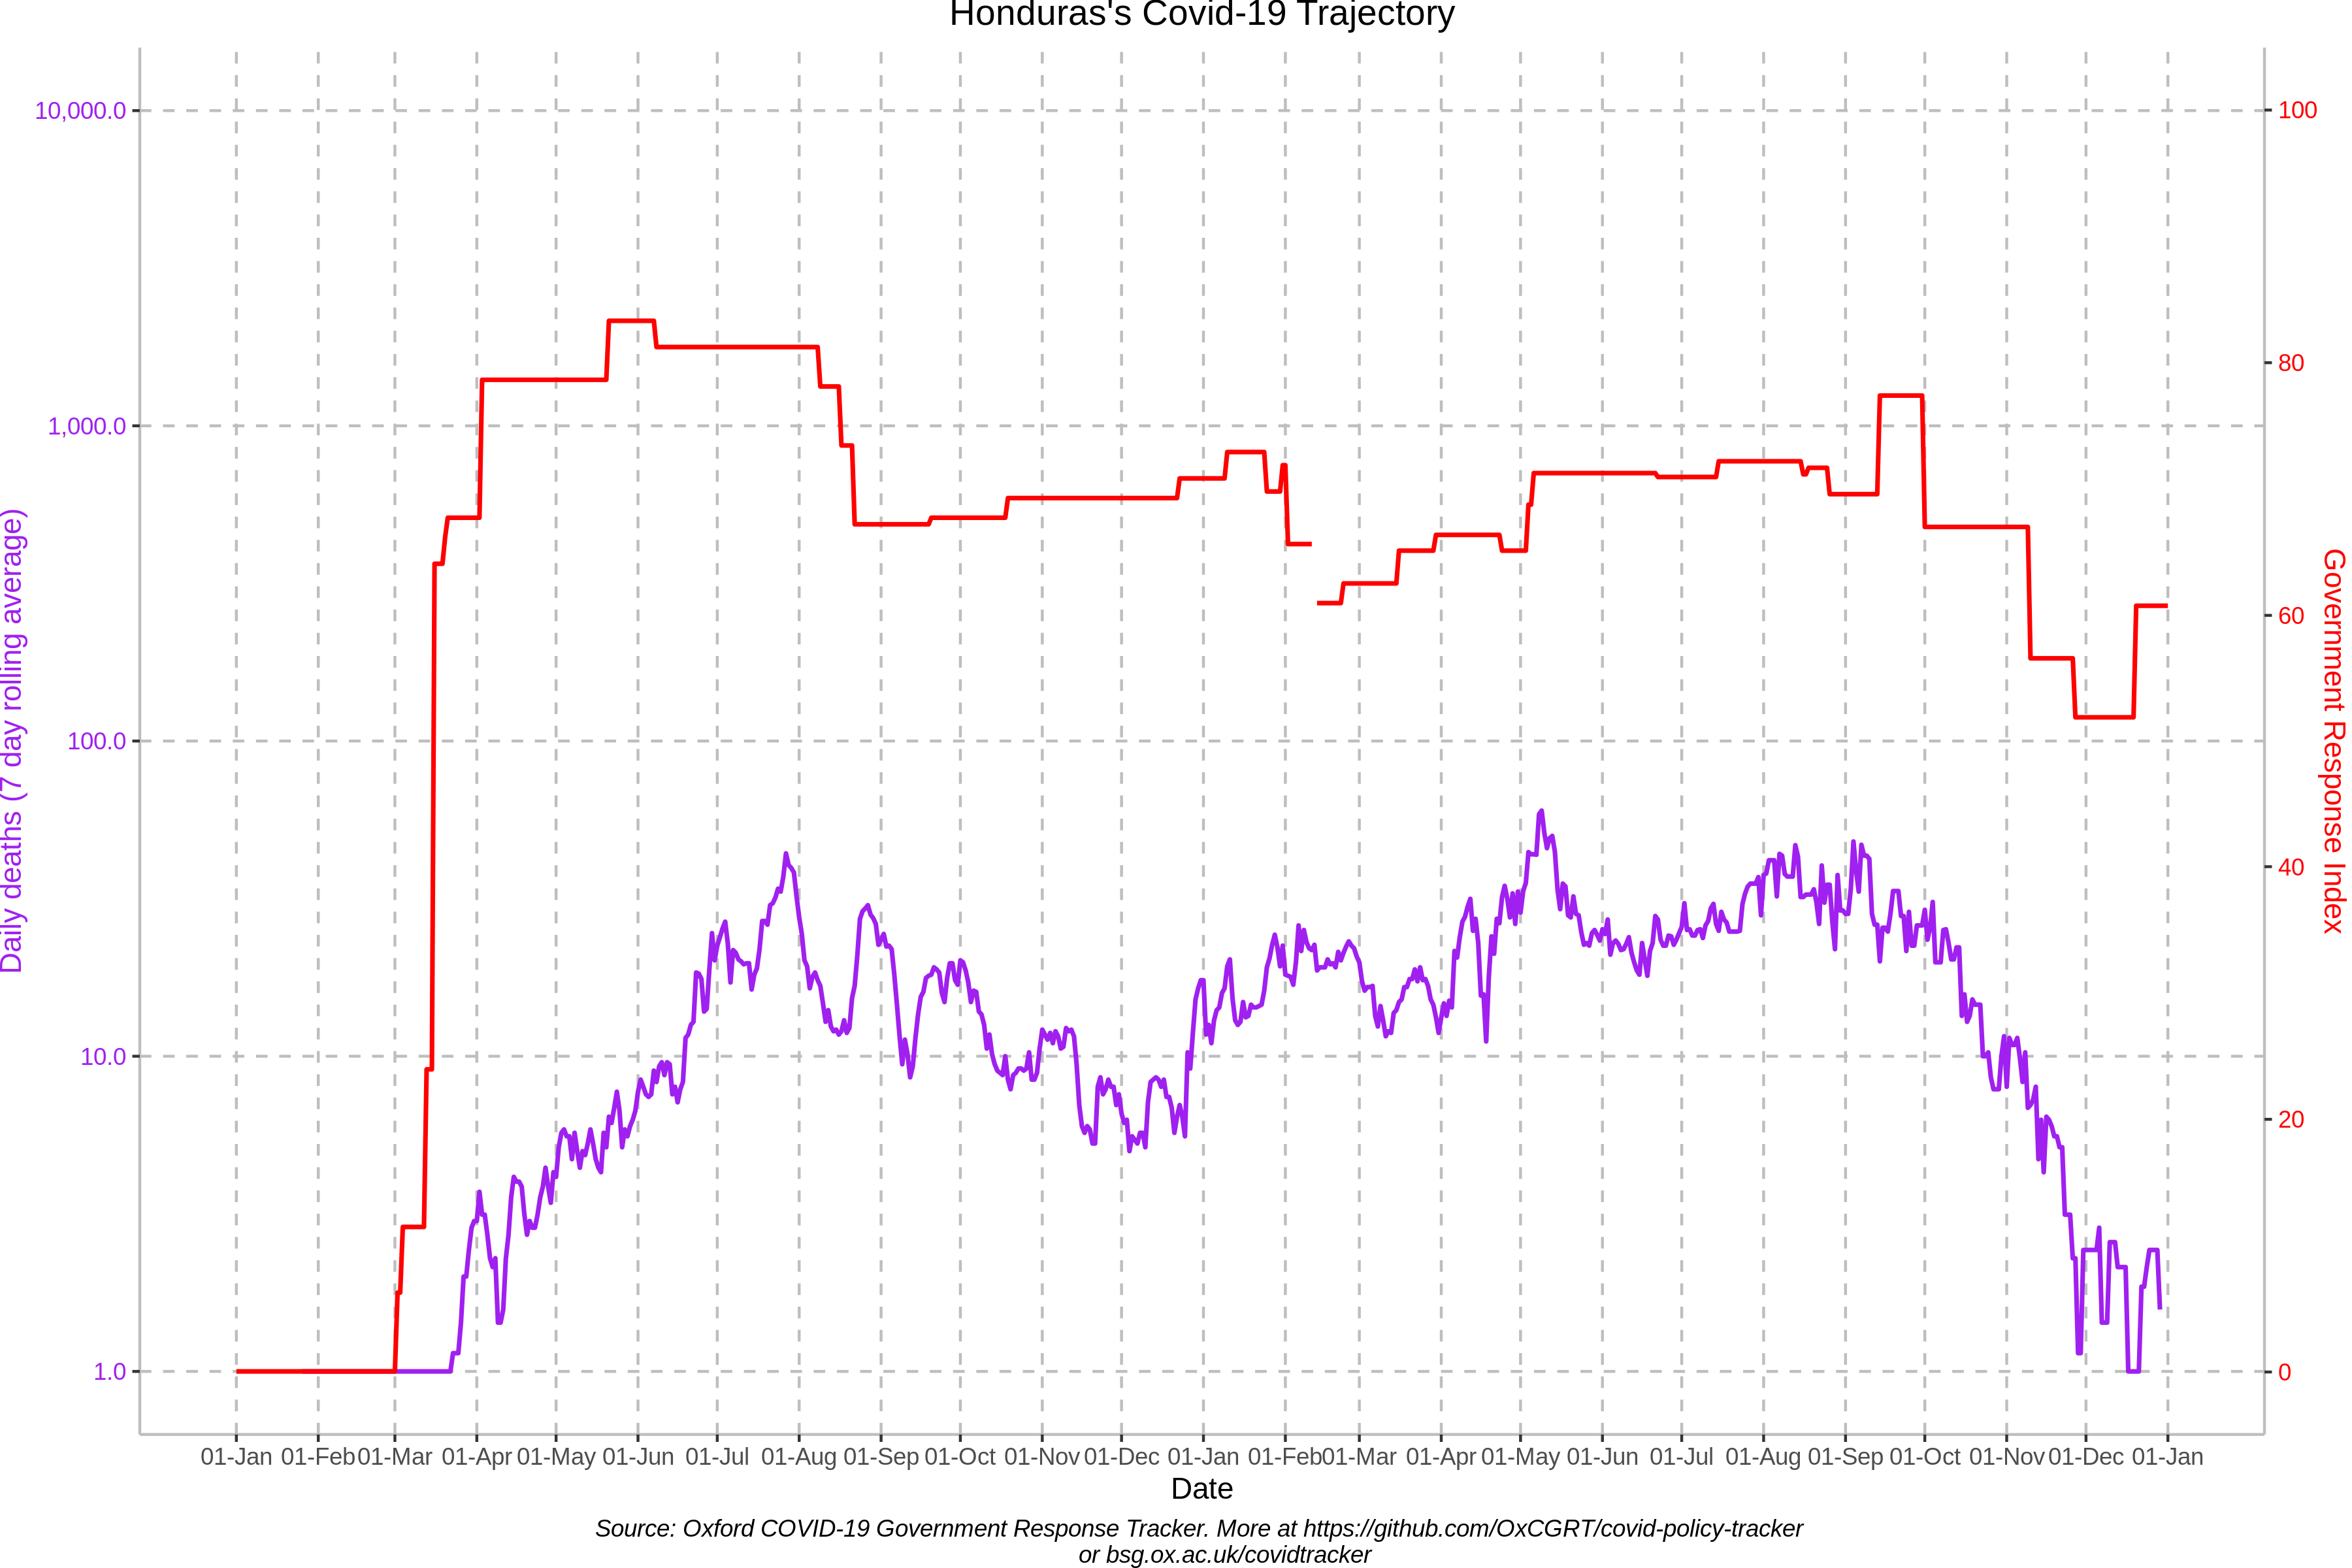 Honduras's Covid-19 Trajectory
10,000.0
1,000.0
100.0
10.0
1.0
Daily deaths (7 day rolling average)
100
80
60
40
20
0
Government Response Index
01-Jan 01-Feb 01-Mar 01-Apr 01-May 01-Jun 01-Jul 01-Aug 01-Sep 01-Oct 01-Nov 01-Dec 01-Jan 01-Feb 01-Mar 01-Apr 01-May 01-Jun 01-Jul 01-Aug 01-Sep 01-Oct 01-Nov 01-Dec 01-Jan
Date
Source: Oxford COVID-19 Government Response Tracker. More at https://github.com/OxCGRT/covid-policy-tracker
or bsg.ox.ac.uk/covidtracker